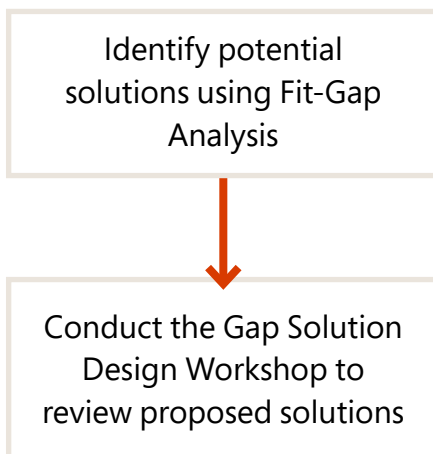 Identify potential
solutions using Fit-Gap
Analysis
Conduct the Gap Solution
Design Workshop to
review proposed solutions